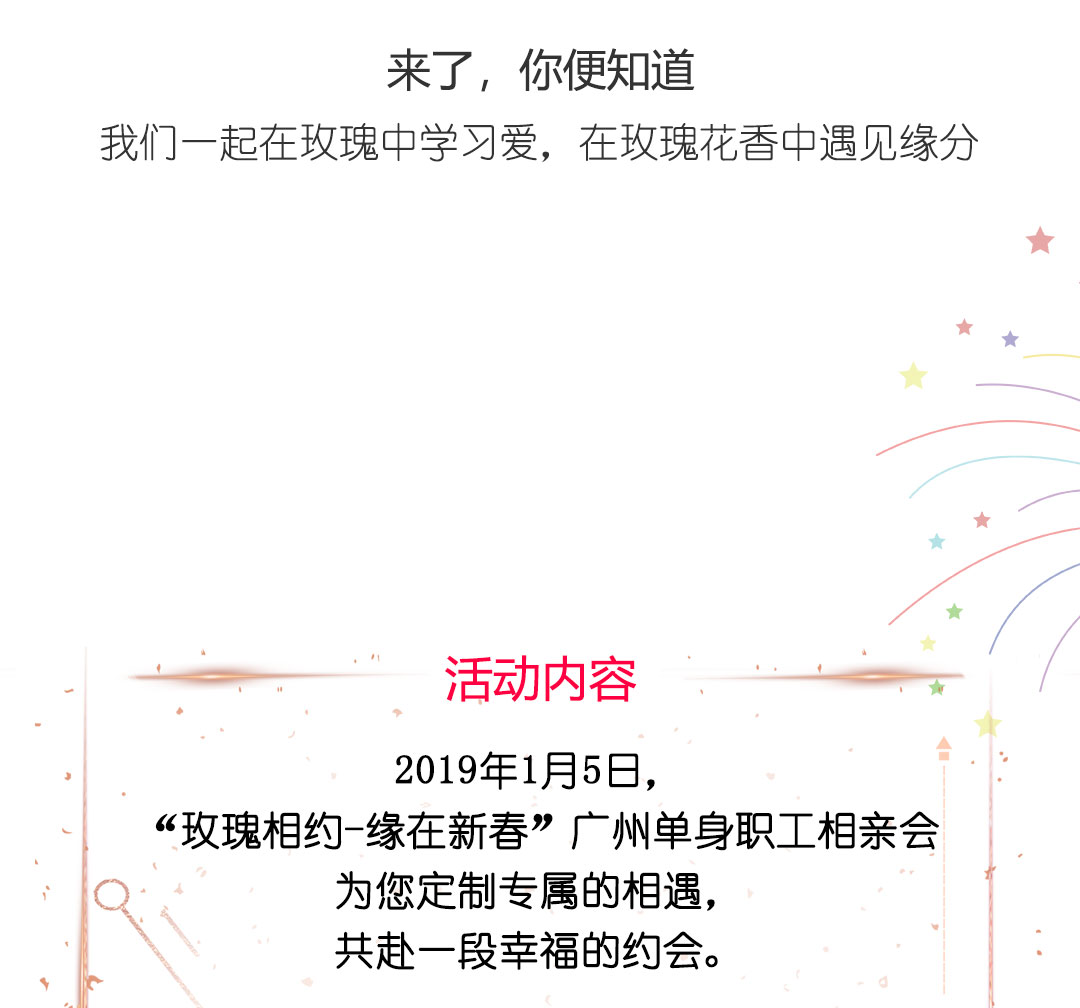 来了，你便知道
我们一起在玫瑰中学习爱，在玫瑰花香中遇见缘分
活动内容
2019年1月5日，
“玫瑰相约-缘在新春”广州单身职工相亲会
为您定制专属的相遇，
共赴一段幸福的约会。